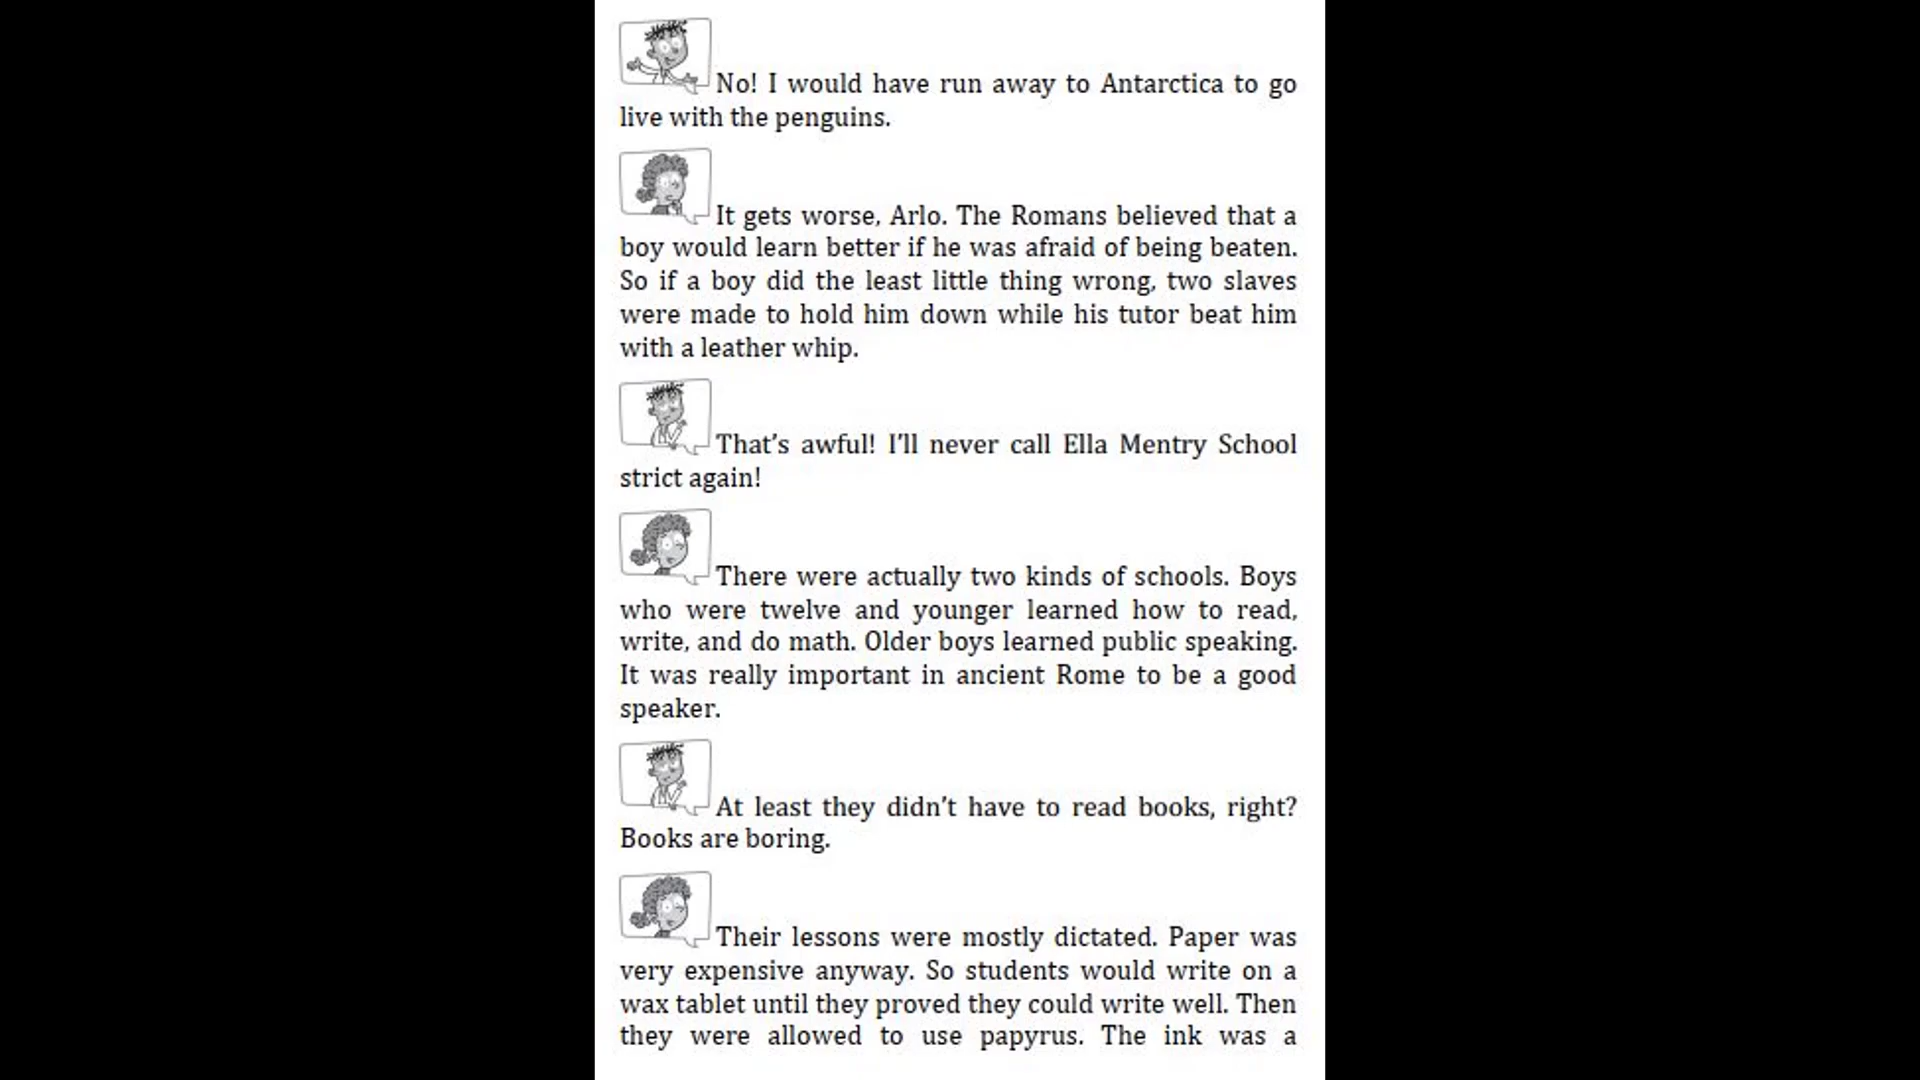 No! I would have run away to Antarctica to go
live with the penguins.
It gets worse, Arlo. The Romans believed that a
boy would learn better if he was afraid of being beaten.
So if a boy did the least little thing wrong, two slaves
were made to hold him down while his tutor beat him
with a leather whip.
That’s awful! I’ll never call Ella Mentry School
strict again!
There were actually two kinds of schools. Boys
who were twelve and younger learned how to read,
write, and do math. Older boys learned public speaking.
It was really important in ancient Rome to be a good
speaker.
At least they didn’t have to read books, right?
Books are boring.
Their lessons were mostly dictated. Paper was
very expensive anyway. So students would write on a
wax tablet until they proved they could write well. Then
they were allowed to use papyrus. The ink was a